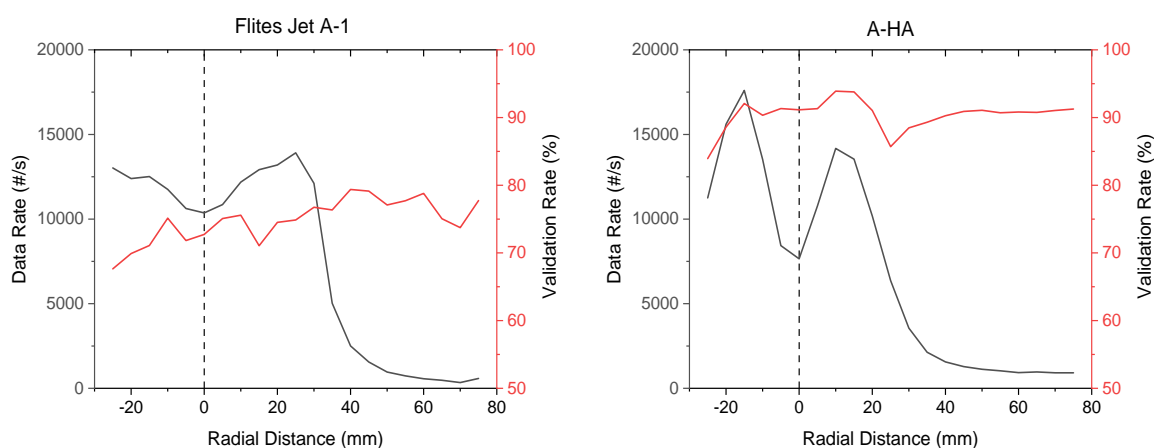 Flites Jet A-1
20000
15000
10000
5000
0
Data Rate (#/s)
100
90
80
70
60
50
Validation Rate (%)
-20 0 20 40 60 80
Radial Distance (mm)
A-HA
20000
15000
10000
5000
0
Data Rate (#/s)
100
90
80
70
60
50
Validation Rate (%)
-20 0 20 40 60 80
Radial Distance (mm)